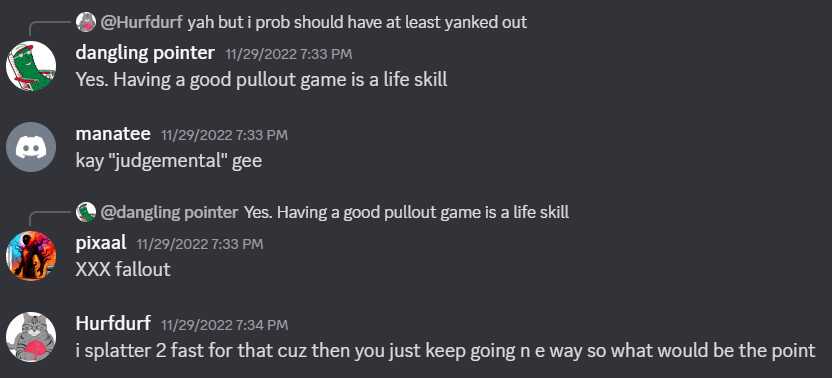 @Hurfdurf yah but i prob should have at least yanked out
dangling pointer 11/29/2022 7:33 PM
Yes. Having a good pullout game is a life skill
manatee 11/29/2022 7:33 PM
kay "judgemental" gee
@dangling pointer Yes. Having a good pullout game is a life skill
pixaal 11/29/2022 7:33 PM
XXX fallout
Hurfdurf 11/29/2022 7:34 PM
i splatter 2 fast for that cuz then you just keep going n e way so what would be the point